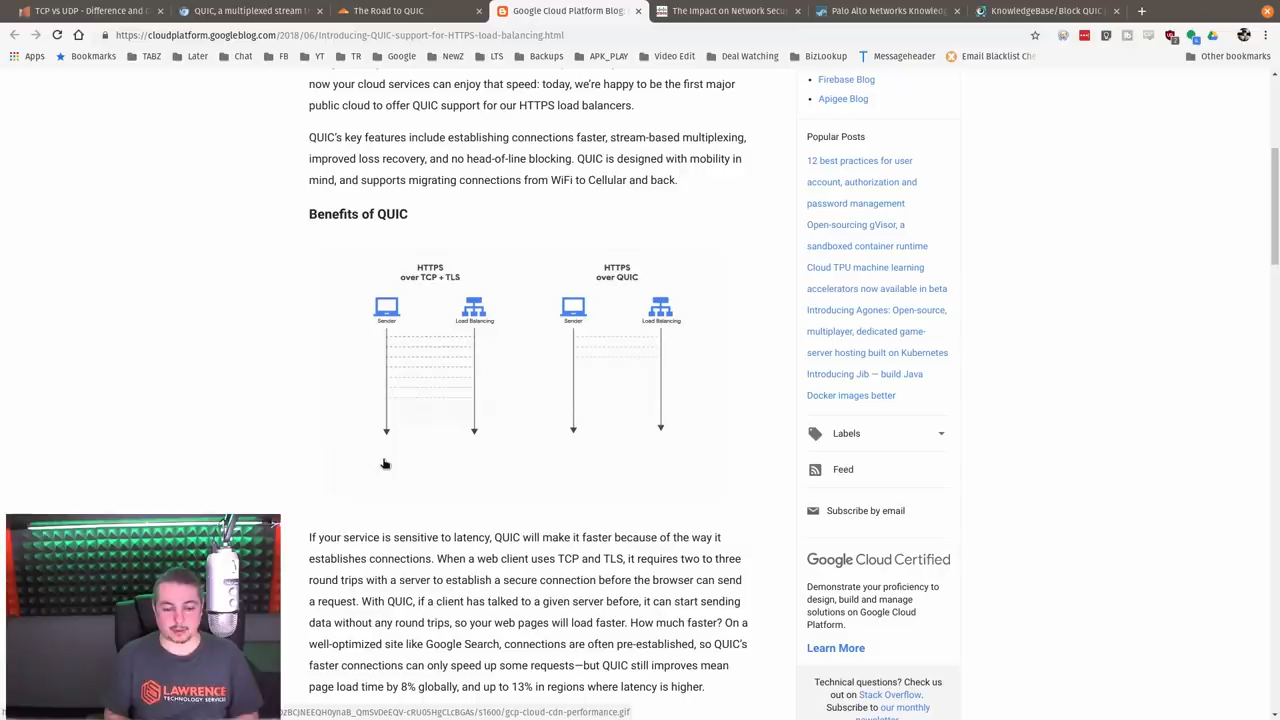 TCP vs UDP and QUIC. A dis
QUIC, a multiplexed stream t
The Road to QUIC
Google Cloud Platform Blog:
The Impact on Network Secu
Palo Alto Networks Knowled
KnowledgeBase/Block QUIC
https://cloudplatform.googleblog.com/2018/06/Introducing-QUIC-support-for-HTTPS-load-balancing.html
Apps Bookmarks TABZ Later Chat FB YT TR Google NewZ LTS Backups APK_PLAY Video Edit Deal Watching BizLookup Messageheader Email Blacklist Che Other bookmarks
now your cloud services can enjoy that speed: today, we're happy to be the first major
public cloud to offer QUIC support for our HTTPS load balancers.
QUIC's key features include establishing connections faster, stream-based multiplexing,
improved loss recovery, and no head-of-line blocking. QUIC is designed with mobility in
mind, and supports migrating connections from WiFi to Cellular and back.
Benefits of QUIC
HTTPS
over TCP + TLS
HTTPS
over QUIC
Sender
Load Balancing
Sender
Load Balancing
If your service is sensitive to latency, QUIC will make it faster because of the way it
establishes connections. When a web client uses TCP and TLS, it requires two to three
round trips with a server to establish a secure connection before the browser can send
a request. With QUIC, if a client has talked to a given server before, it can start sending
data without any round trips, so your web pages will load faster. How much faster? On a
well-optimized site like Google Search, connections are often pre-established, so QUIC's
faster connections can only speed up some requests—but QUIC still improves mean
page load time by 8% globally, and up to 13% in regions where latency is higher.
Firebase Blog
Apigee Blog
Popular Posts
12 best practices for user
account, authorization and
password management
Open-sourcing gVisor, a
sandboxed container runtime
Cloud TPU machine learning
accelerators now available in beta
Introducing Agones: Open-source,
multiplayer, dedicated game-
server hosting built on Kubernetes
Introducing Jib — build Java
Docker images better
Labels
Feed
Subscribe by email
Google Cloud Certified
Demonstrate your proficiency to
design, build and manage
solutions on Google Cloud
Platform.
Learn More
Technical questions? Check us
out on Stack Overflow.
Subscribe to our monthly
newsletter.
LAWRENCE
TECHNOLOGY SERVICES